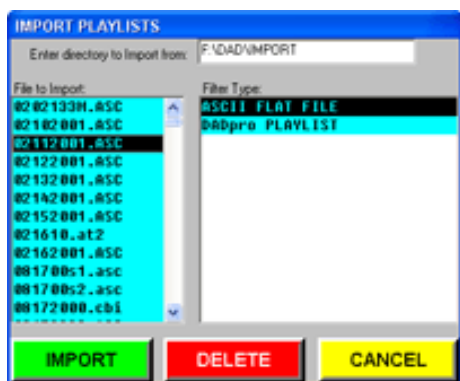 IMPORT PLAYLISTS
Enter directory to Import from: F:\DAD\IMPORT
File to Import:
0202133H.ASC
02102001.ASC
02112001.ASC
02122001.ASC
02132001.ASC
02142001.ASC
02152001.ASC
021610.at2
02162001.ASC
081700s1.asc
081700s2.asc
08172000.cbi
Filter Type:
ASCII FLAT FILE
DADpro PLAYLIST
IMPORT
DELETE
CANCEL